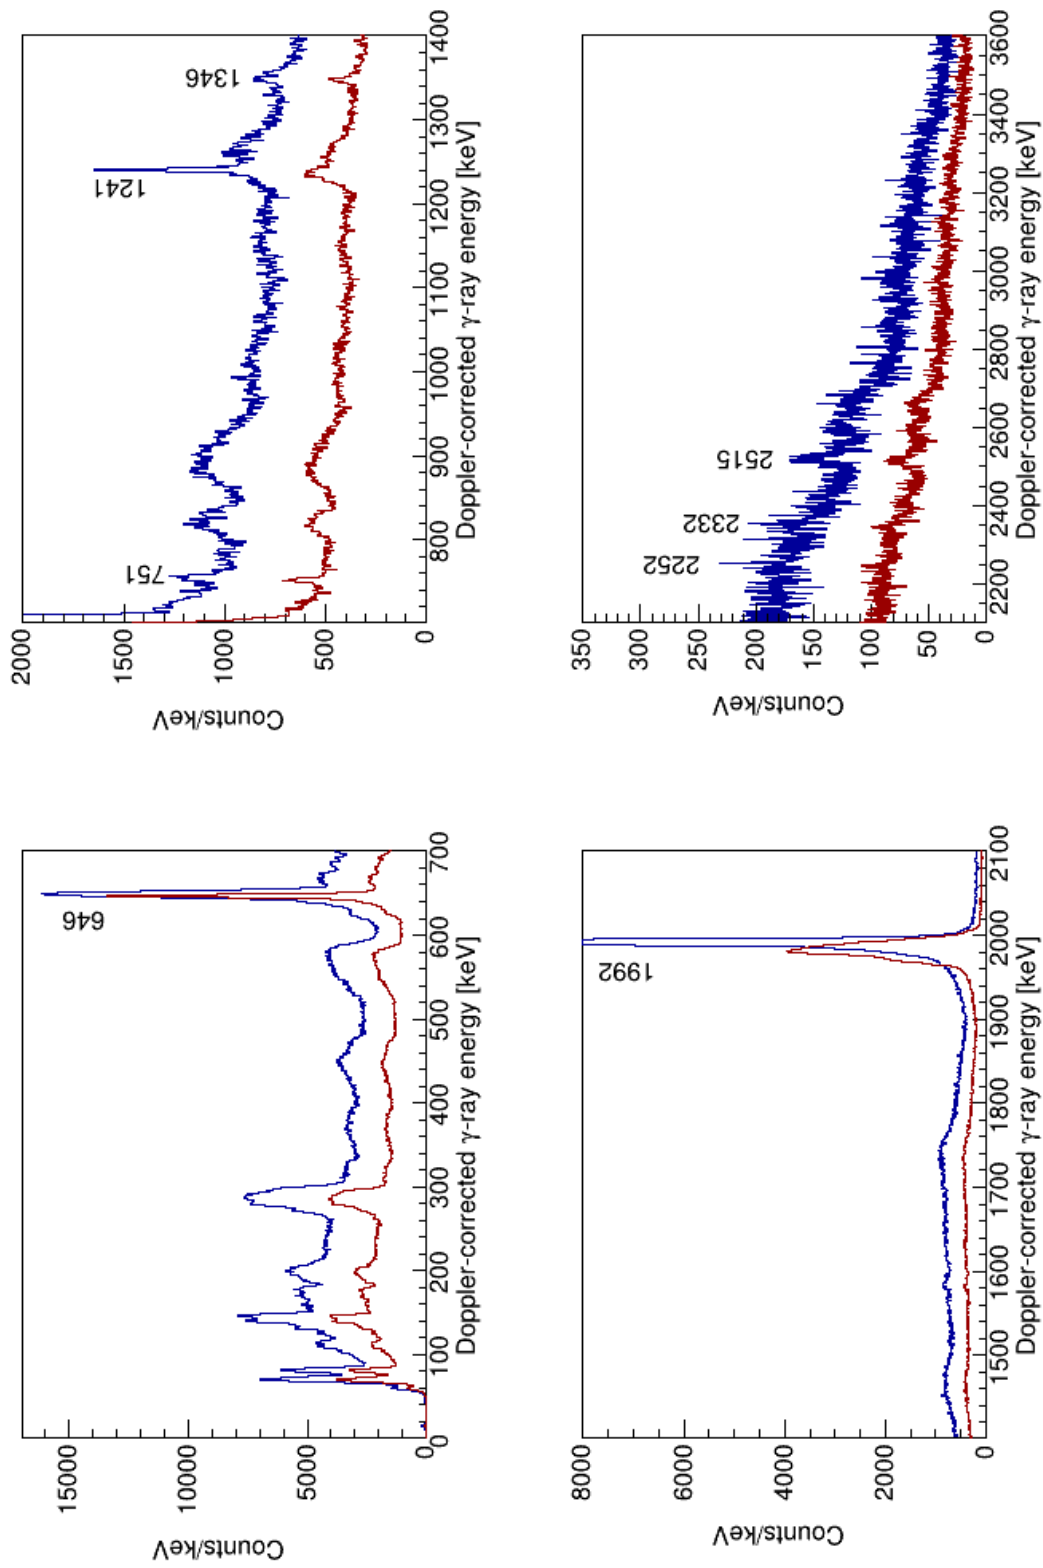 Counts/keV
15000
10000
5000
0
646
0 100 200 300 400 500 600 700
Doppler-corrected γ-ray energy [keV]
Counts/keV
2000
1500
1000
500
0
751
1241
1346
800 900 1000 1100 1200 1300 1400
Doppler-corrected γ-ray energy [keV]
Counts/keV
8000
6000
4000
2000
0
1992
1500 1600 1700 1800 1900 2000 2100
Doppler-corrected γ-ray energy [keV]
Counts/keV
350
300
250
200
150
100
50
0
2252
2332
2515
2200 2400 2600 2800 3000 3200 3400 3600
Doppler-corrected γ-ray energy [keV]